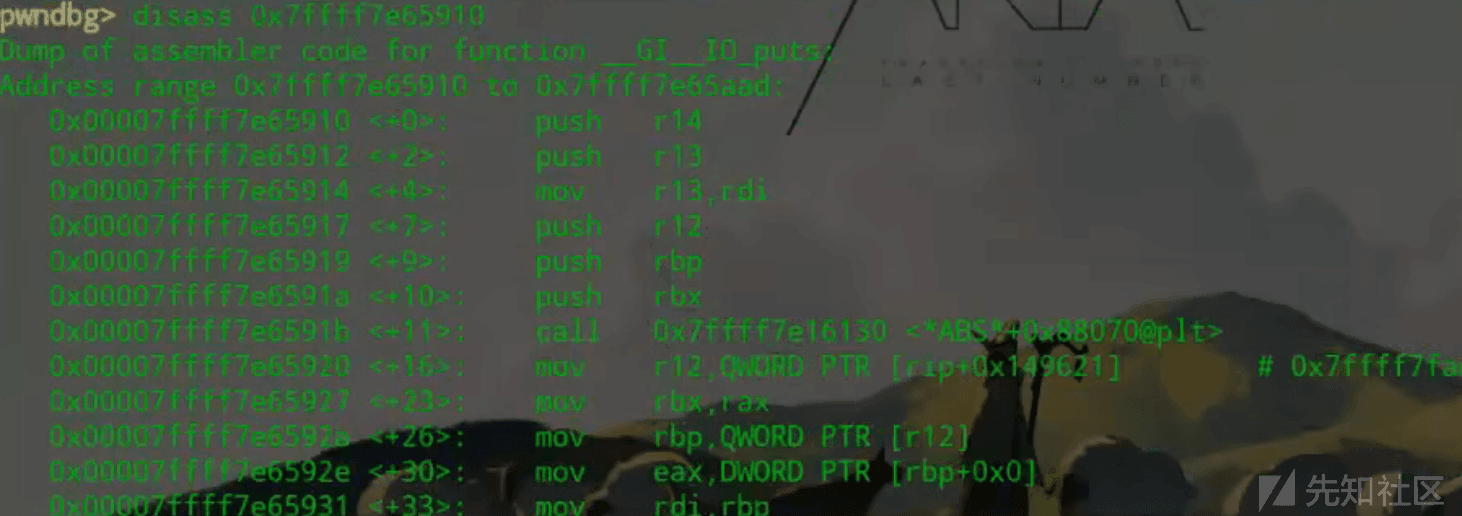 pwndbg> disass 0x7ffff7e65910
Dump of assembler code for function __GI__IO_puts:
Address range 0x7ffff7e65910 to 0x7ffff7e65aad:
0x00007ffff7e65910 <+0>: push r14
0x00007ffff7e65912 <+2>: push r13
0x00007ffff7e65914 <+4>: mov r13,rdi
0x00007ffff7e65917 <+7>: push r12
0x00007ffff7e65919 <+9>: push rbp
0x00007ffff7e6591a <+10>: push rbx
0x00007ffff7e6591b <+11>: call 0x7ffff7e16130 <*ABS*+0x88070@plt>
0x00007ffff7e65920 <+16>: mov r12,QWORD PTR [rip+0x149621] # 0x7ffff7fa
0x00007ffff7e65927 <+23>: mov rbx,rax
0x00007ffff7e6592a <+26>: mov rbp,QWORD PTR [r12]
0x00007ffff7e6592e <+30>: mov eax,DWORD PTR [rbp+0x0]
0x00007ffff7e65931 <+33>: mov rdi,rbp
先知社区